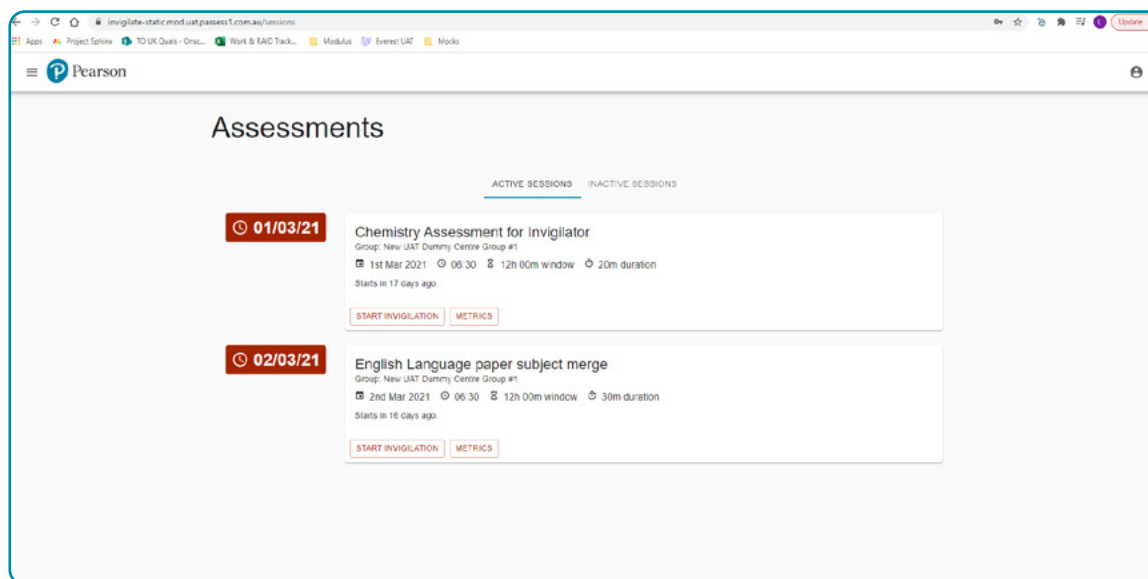 invigilate-static.mod.uat.passess1.com.au/sessions
Update
Apps Project Sphinx TO UK Quals - Onsc... Work & RAID Track... Modulus Everest UAT Mocks
Pearson
Assessments
ACTIVE SESSIONS INACTIVE SESSIONS
01/03/21
Chemistry Assessment for Invigilator
Group: New UAT Dummy Centre Group #1
1st Mar 2021 06:30 12h 00m window 20m duration
Starts in 17 days ago.
START INVIGILATION METRICS
02/03/21
English Language paper subject merge
Group: New UAT Dummy Centre Group #1
2nd Mar 2021 06:30 12h 00m window 30m duration
Starts in 16 days ago.
START INVIGILATION METRICS